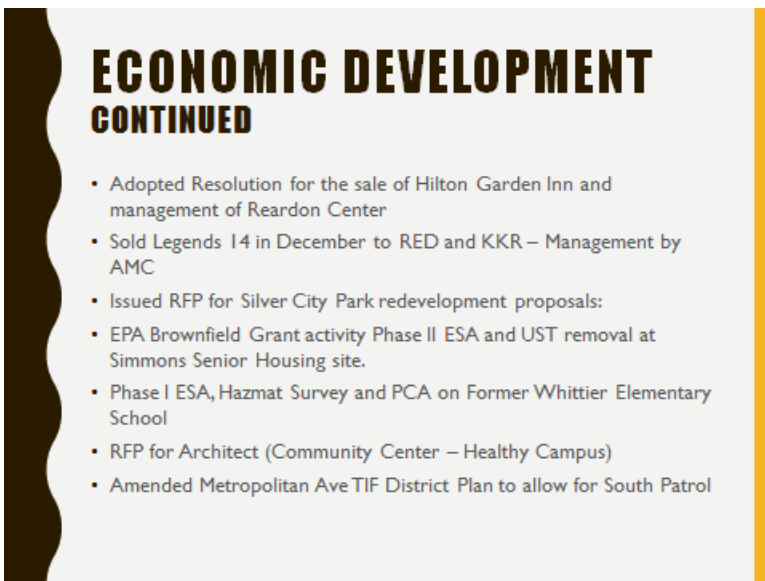 ECONOMIC DEVELOPMENT
CONTINUED
• Adopted Resolution for the sale of Hilton Garden Inn and
management of Reardon Center
• Sold Legends 14 in December to RED and KKR – Management by
AMC
• Issued RFP for Silver City Park redevelopment proposals:
• EPA Brownfield Grant activity Phase II ESA and UST removal at
Simmons Senior Housing site.
• Phase I ESA, Hazmat Survey and PCA on Former Whittier Elementary
School
• RFP for Architect (Community Center – Healthy Campus)
• Amended Metropolitan Ave TIF District Plan to allow for South Patrol